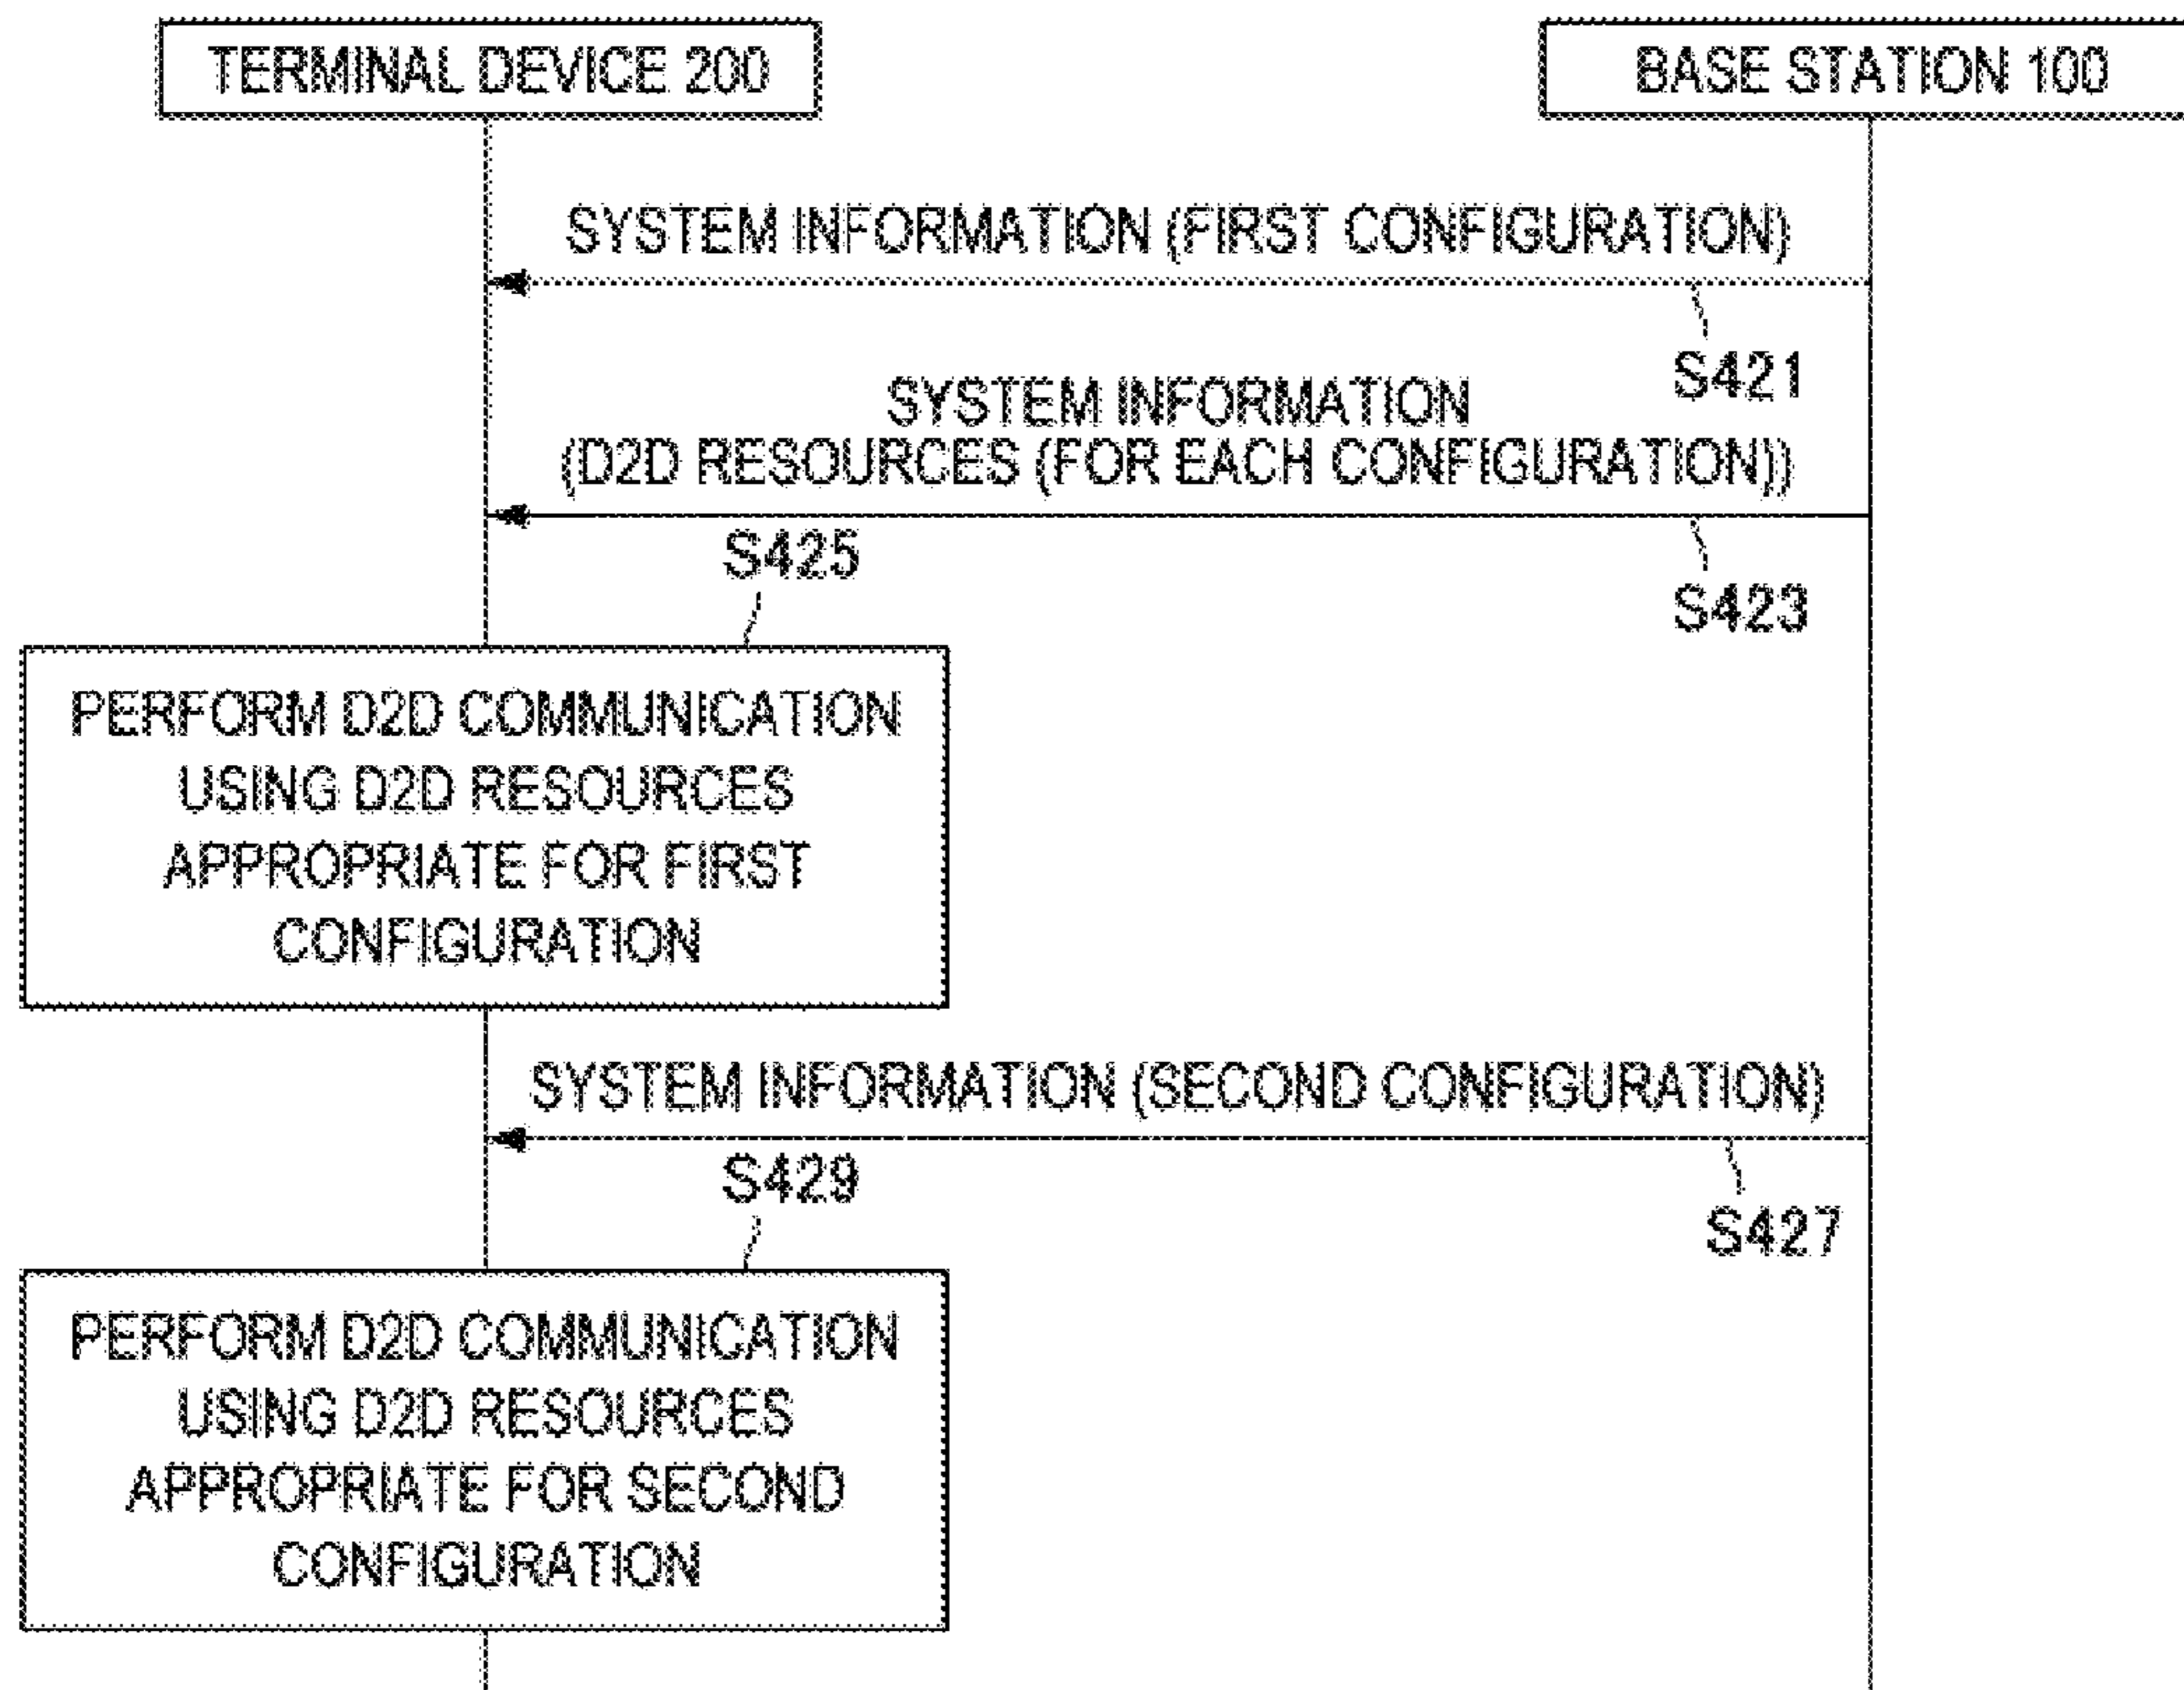 TERMINAL DEVICE 200
BASE STATION 100
SYSTEM INFORMATION (FIRST CONFIGURATION)
S421
SYSTEM INFORMATION
(D2D RESOURCES (FOR EACH CONFIGURATION))
S425
S423
PERFORM D2D COMMUNICATION
USING D2D RESOURCES
APPROPRIATE FOR FIRST
CONFIGURATION
SYSTEM INFORMATION (SECOND CONFIGURATION)
S429
S427
PERFORM D2D COMMUNICATION
USING D2D RESOURCES
APPROPRIATE FOR SECOND
CONFIGURATION